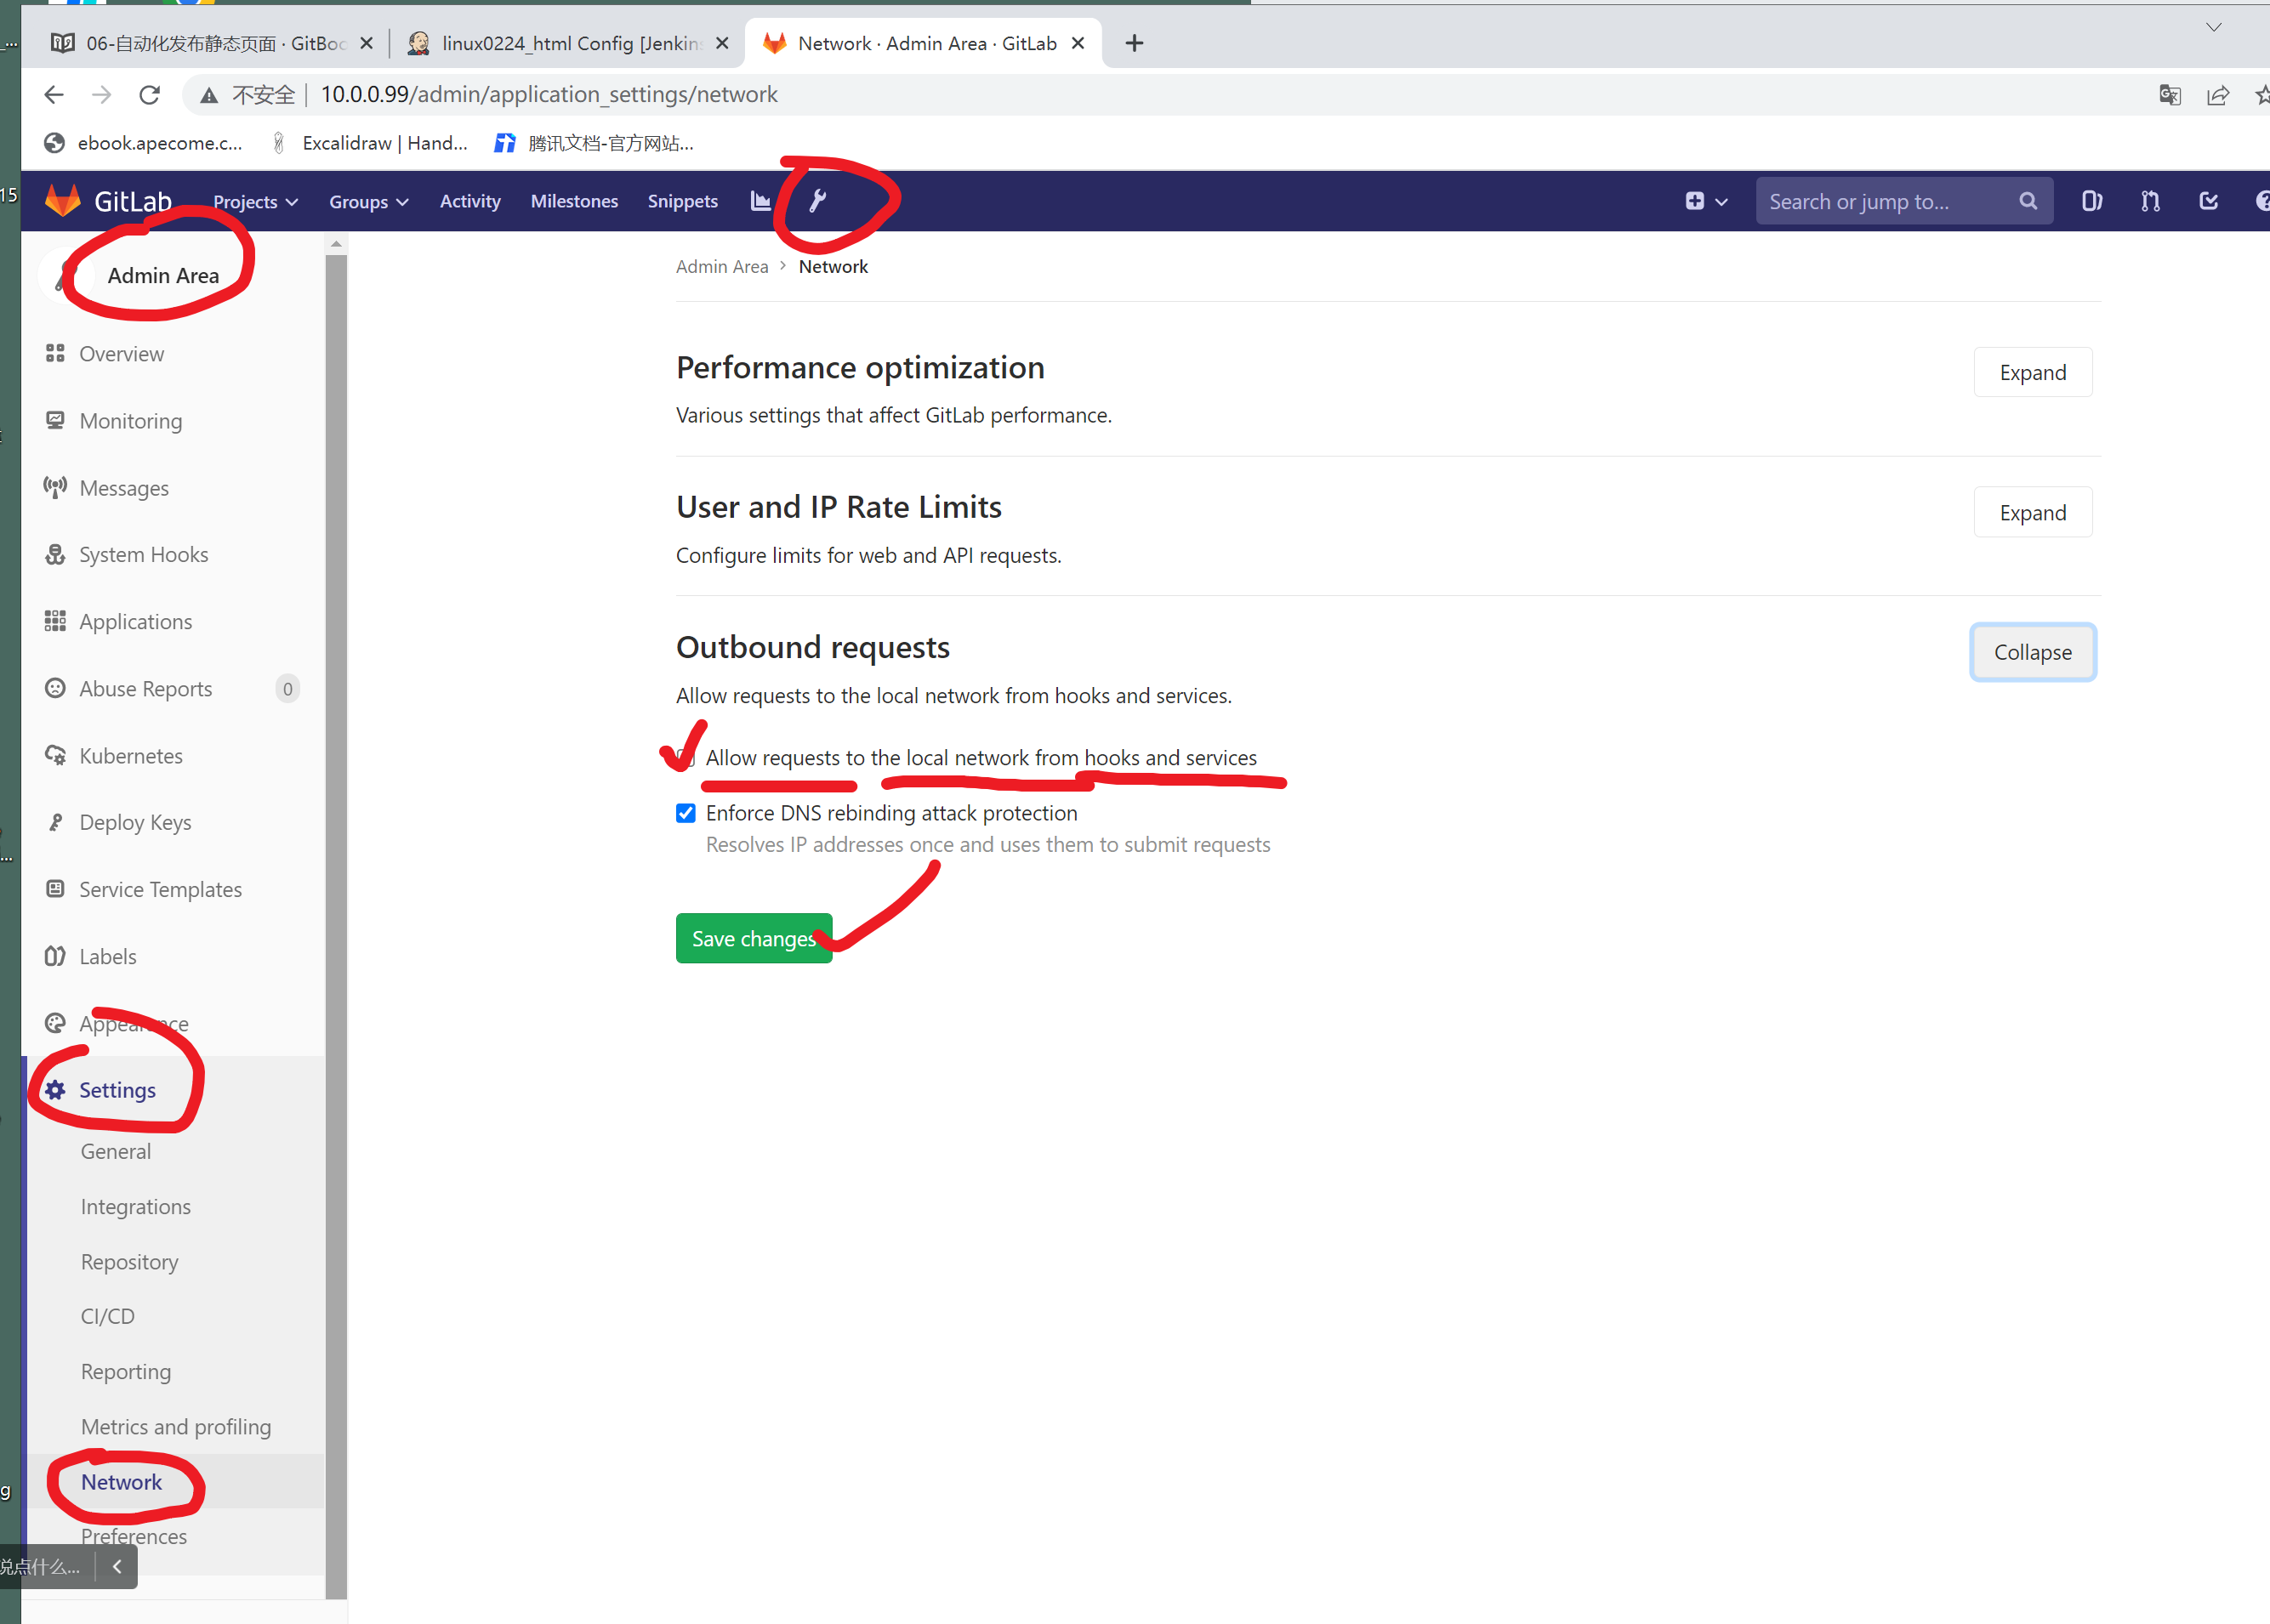 06-自动化发布静态页面 · GitBoo
linux0224_html Config [Jenkins
Network · Admin Area · GitLab
不安全
10.0.0.99/admin/application_settings/network
ebook.apecome.c...
Excalidraw | Hand...
腾讯文档-官方网站...
15
GitLab
Projects
Groups
Activity
Milestones
Snippets
Search or jump to...
Admin Area
Overview
Monitoring
Messages
System Hooks
Applications
Abuse Reports
0
Kubernetes
Deploy Keys
Service Templates
Labels
Appearance
Settings
General
Integrations
Repository
CI/CD
Reporting
Metrics and profiling
Network
Preferences
说点什么...
Admin Area > Network
Performance optimization
Expand
Various settings that affect GitLab performance.
User and IP Rate Limits
Expand
Configure limits for web and API requests.
Outbound requests
Collapse
Allow requests to the local network from hooks and services.
Allow requests to the local network from hooks and services
Enforce DNS rebinding attack protection
Resolves IP addresses once and uses them to submit requests
Save changes